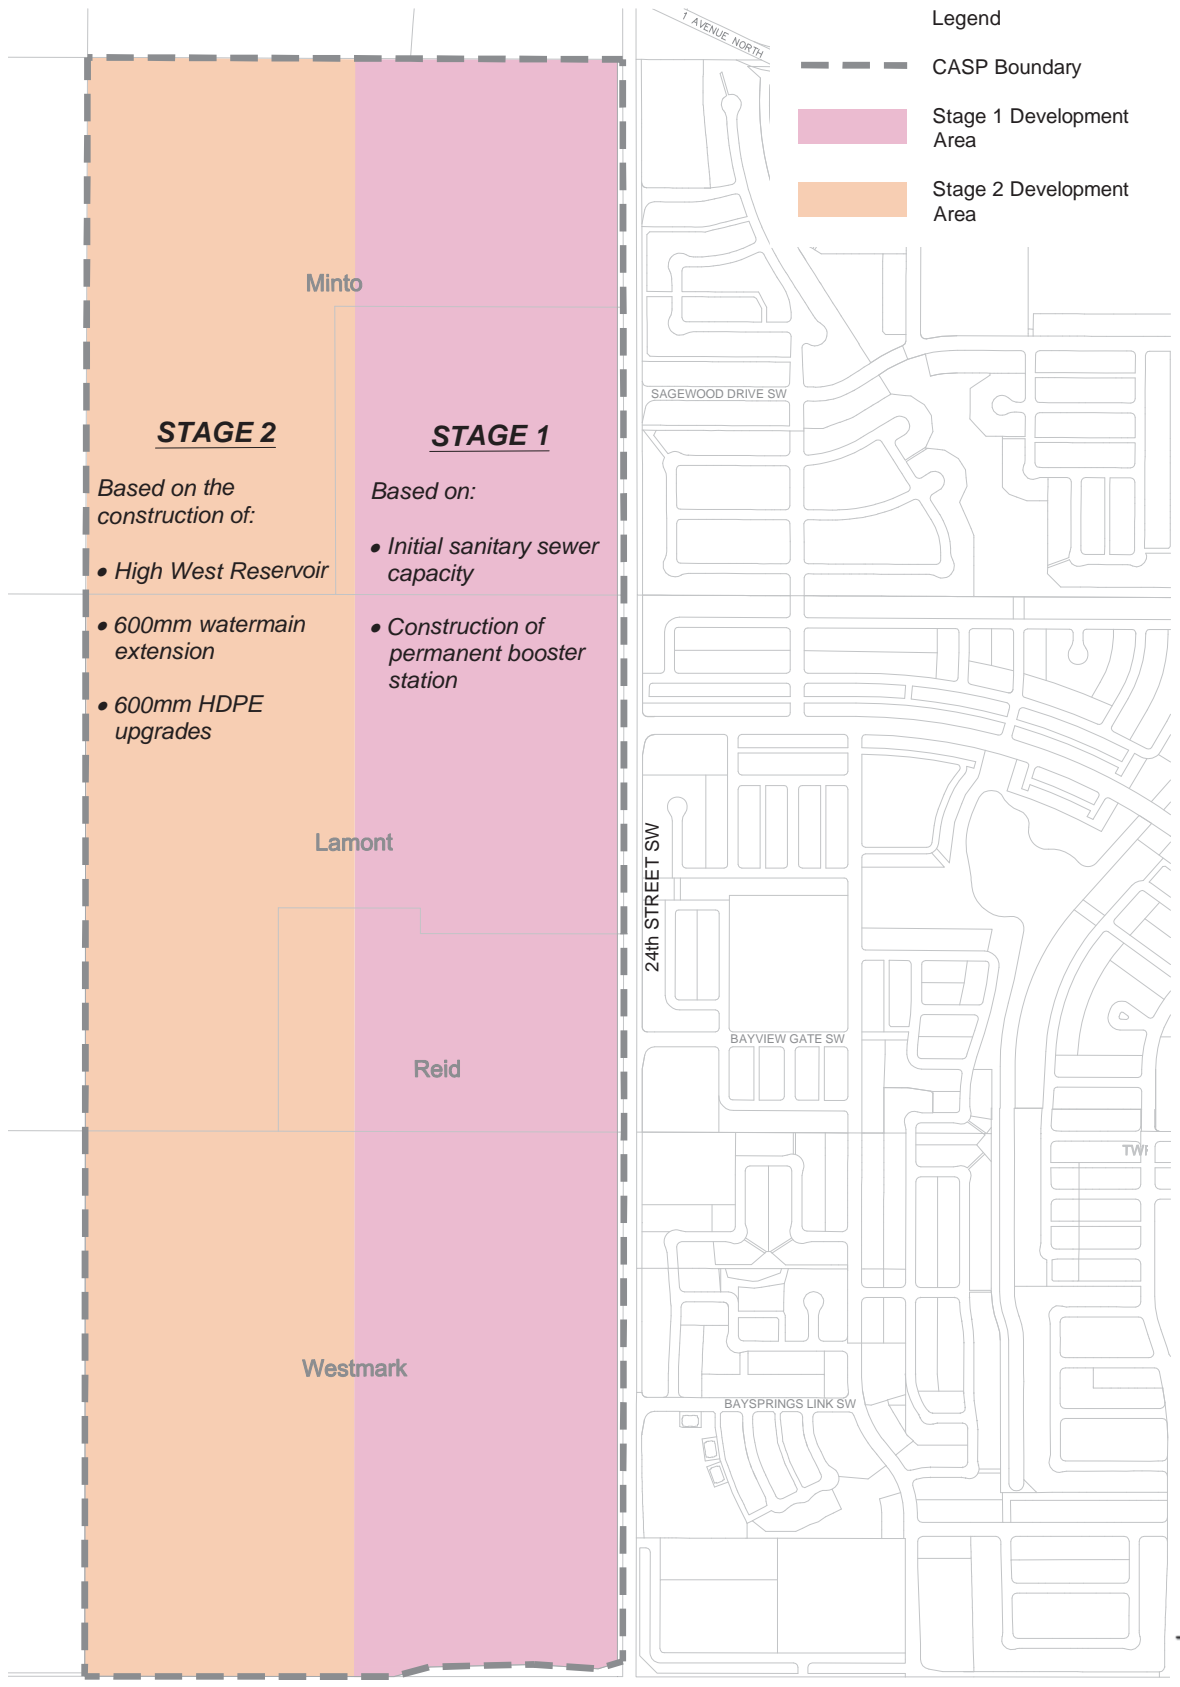 1 AVENUE NORTH
Legend
CASP Boundary
Stage 1 Development
Area
Stage 2 Development
Area
Minto
SAGEWOOD DRIVE SW
STAGE 2
Based on the
construction of:
• High West Reservoir
• 600mm watermain
extension
• 600mm HDPE
upgrades
STAGE 1
Based on:
• Initial sanitary sewer
capacity
• Construction of
permanent booster
station
Lamont
24th STREET SW
BAYVIEW GATE SW
Reid
Westmark
BAYSPRINGS LINK SW